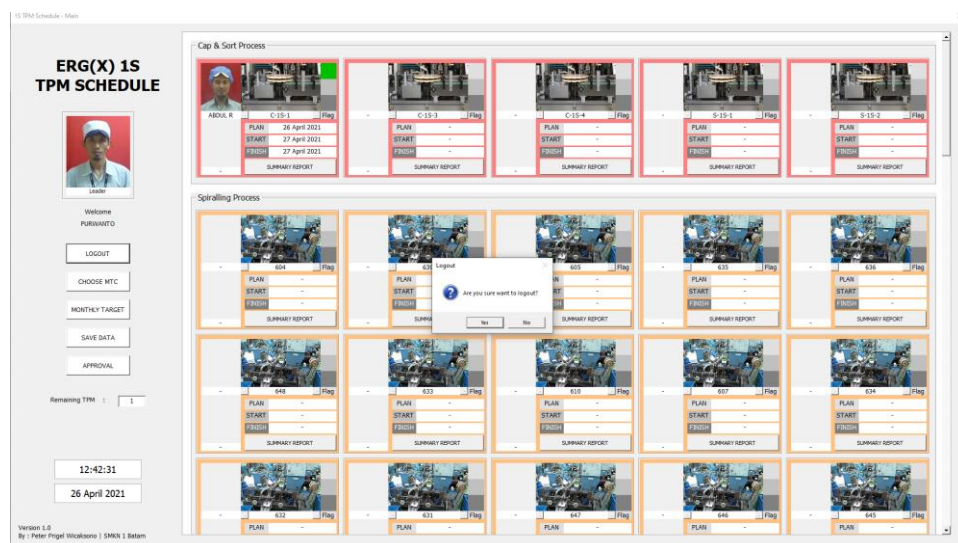 1S TPM Schedule - Main
ERG(X) 1S
TPM SCHEDULE
Leader
Welcome
PURWANTO
LOGOUT
CHOOSE MTC
MONTHLY TARGET
SAVE DATA
APPROVAL
Remaining TPM : 1
12:42:31
26 April 2021
Version 1.0
By : Peter Prigel Wicaksono | SMKN 1 Batam
Cap & Sort Process
ABDUL R C-1S-1 Flag - C-1S-3 Flag - C-1S-4 Flag - S-1S-1 Flag - S-1S-2 Flag
PLAN 26 April 2021 PLAN - PLAN - PLAN - PLAN -
START 27 April 2021 START - START - START - START -
FINISH 27 April 2021 FINISH - FINISH - FINISH - FINISH -
- SUMMARY REPORT - SUMMARY REPORT - SUMMARY REPORT - SUMMARY REPORT - SUMMARY REPORT
Spiralling Process
- 604 Flag - - 605 Flag - 635 Flag - 636 Flag
PLAN - PLAN PLAN - PLAN -
START - START START - START -
FINISH - FINISH FINISH - FINISH -
- SUMMARY REPORT - SUMMARY REPORT - SUMMARY REPORT - SUMMARY REPORT
Logout
Are you sure want to logout?
Yes No
- 648 Flag - 633 Flag - 610 Flag - 607 Flag - 634 Flag
PLAN - PLAN - PLAN - PLAN - PLAN -
START - START - START - START - START -
FINISH - FINISH - FINISH - FINISH - FINISH -
- SUMMARY REPORT - SUMMARY REPORT - SUMMARY REPORT - SUMMARY REPORT - SUMMARY REPORT
- 632 Flag - 631 Flag - 647 Flag - 646 Flag - 645 Flag
PLAN - PLAN - PLAN - PLAN - PLAN -